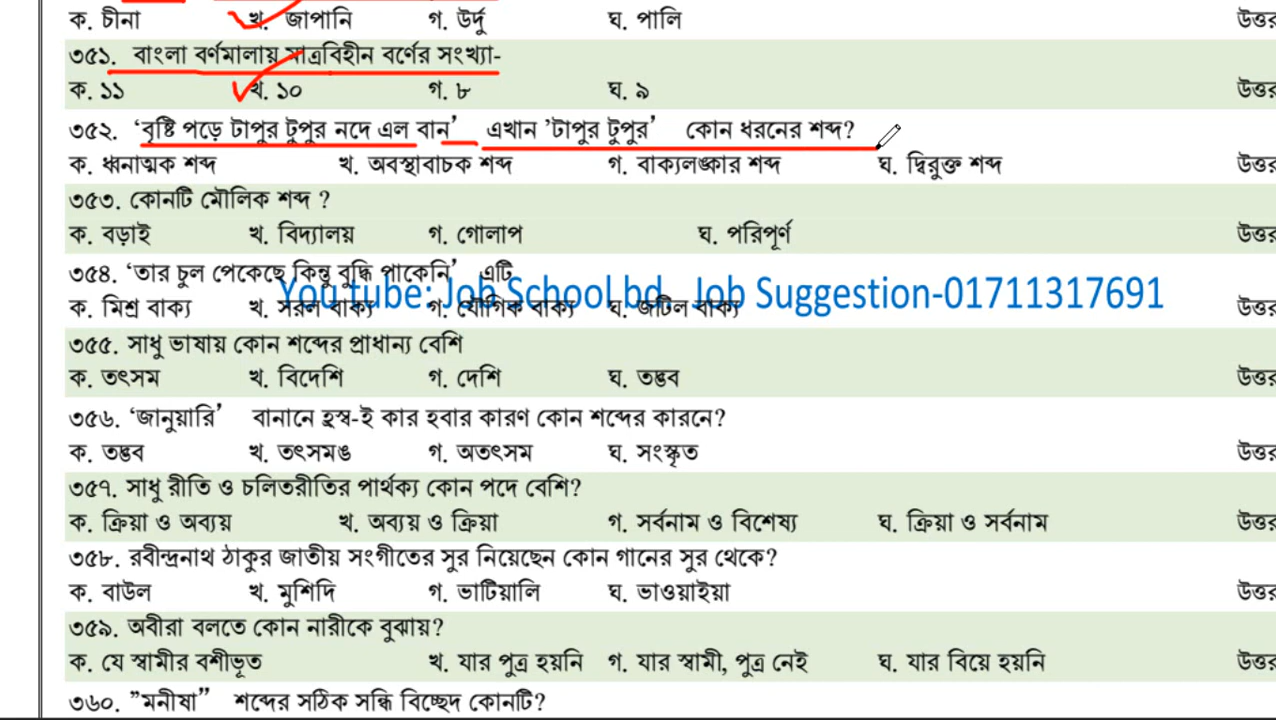 ক. চীনা খ. জাপানি গ. উর্দু ঘ. পালি উত্তর
৩৫১. বাংলা বর্ণমালায় মাত্রবিহীন বর্ণের সংখ্যা-
ক. ১১ খ. ১০ গ. ৮ ঘ. ৯ উত্তর
৩৫২. ‘বৃষ্টি পড়ে টাপুর টুপুর নদে এল বান’ এখান ’টাপুর টুপুর’ কোন ধরনের শব্দ?
ক. ধ্বনাত্মক শব্দ খ. অবস্থাবাচক শব্দ গ. বাক্যলঙ্কার শব্দ ঘ. দ্বিরুক্ত শব্দ উত্তর
৩৫৩. কোনটি মৌলিক শব্দ ?
ক. বড়াই খ. বিদ্যালয় গ. গোলাপ ঘ. পরিপূর্ণ উত্তর
৩৫৪. ‘তার চুল পেকেছে কিন্তু বুদ্ধি পাকেনি’ এটি
You tube: Job School bd. Job Suggestion-01711317691
ক. মিশ্র বাক্য খ. সরল বাক্য গ. যৌগিক বাক্য ঘ. জটিল বাক্য উত্তর
৩৫৫. সাধু ভাষায় কোন শব্দের প্রাধান্য বেশি
ক. তৎসম খ. বিদেশি গ. দেশি ঘ. তদ্ভব উত্তর
৩৫৬. ‘জানুয়ারি’ বানানে হ্রস্ব-ই কার হবার কারণ কোন শব্দের কারনে?
ক. তদ্ভব খ. তৎসমঙ গ. অতৎসম ঘ. সংস্কৃত উত্তর
৩৫৭. সাধু রীতি ও চলিতরীতির পার্থক্য কোন পদে বেশি?
ক. ক্রিয়া ও অব্যয় খ. অব্যয় ও ক্রিয়া গ. সর্বনাম ও বিশেষ্য ঘ. ক্রিয়া ও সর্বনাম উত্তর
৩৫৮. রবীন্দ্রনাথ ঠাকুর জাতীয় সংগীতের সুর নিয়েছেন কোন গানের সুর থেকে?
ক. বাউল খ. মুশিদি গ. ভাটিয়ালি ঘ. ভাওয়াইয়া উত্তর
৩৫৯. অবীরা বলতে কোন নারীকে বুঝায়?
ক. যে স্বামীর বশীভূত খ. যার পুত্র হয়নি গ. যার স্বামী, পুত্র নেই ঘ. যার বিয়ে হয়নি উত্তর
৩৬০. ”মনীষা” শব্দের সঠিক সন্ধি বিচ্ছেদ কোনটি?